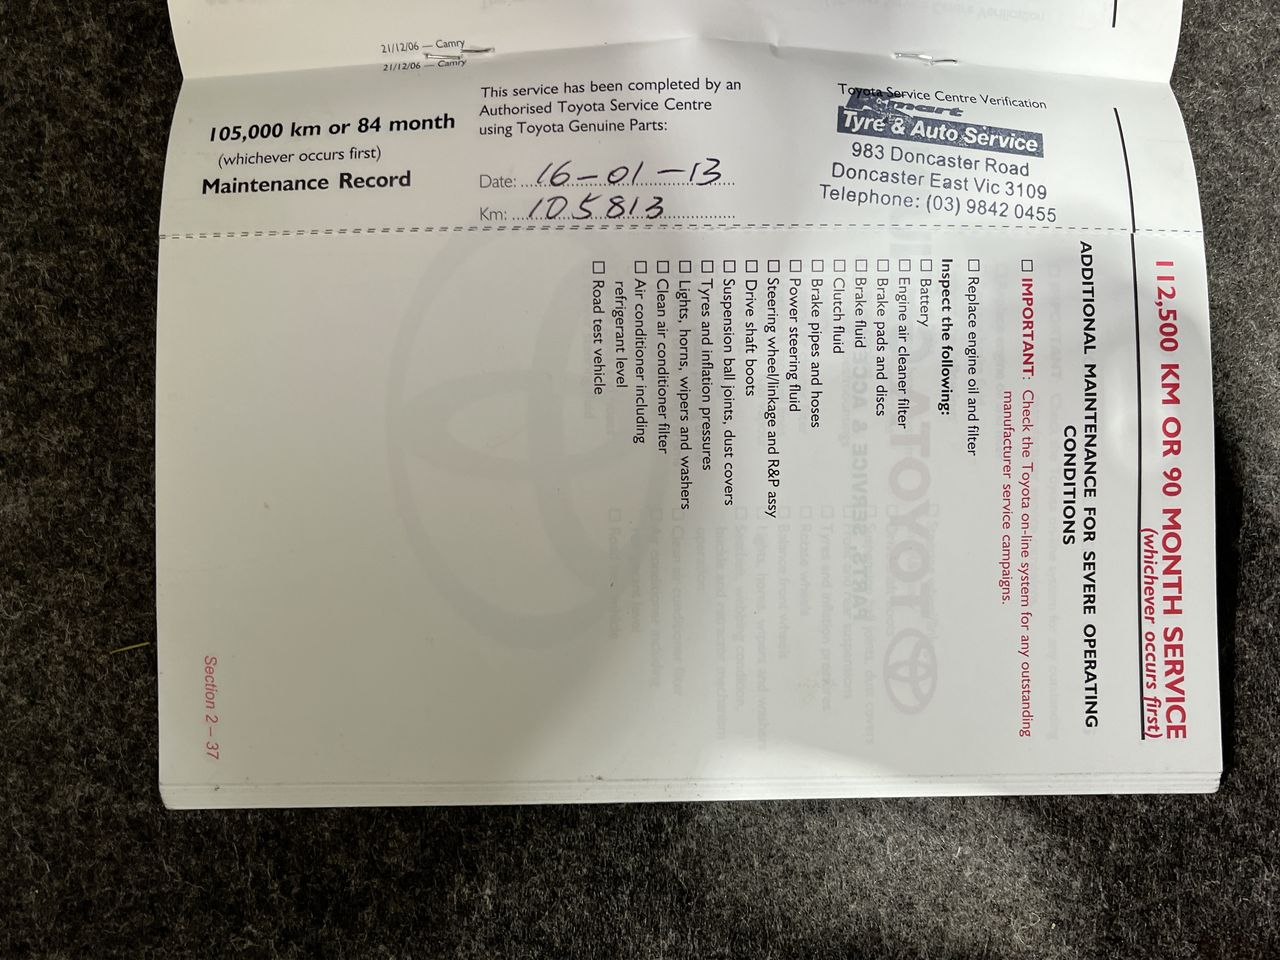 21/12/06 — Camry
21/12/06 — Camry
105,000 km or 84 month
(whichever occurs first)
Maintenance Record
This service has been completed by an
Authorised Toyota Service Centre
using Toyota Genuine Parts:
Date: 16-01-13
Km: 105813
Toyota Service Centre Verification
Tyre & Auto Service
983 Doncaster Road
Doncaster East Vic 3109
Telephone: (03) 9842 0455
112,500 KM OR 90 MONTH SERVICE
(whichever occurs first)
ADDITIONAL MAINTENANCE FOR SEVERE OPERATING
CONDITIONS
☐ IMPORTANT: Check the Toyota on-line system for any outstanding
manufacturer service campaigns.
☐ Replace engine oil and filter
Inspect the following:
☐ Battery
☐ Engine air cleaner filter
☐ Brake pads and discs
☐ Brake fluid
☐ Clutch fluid
☐ Brake pipes and hoses
☐ Power steering fluid
☐ Steering wheel/linkage and R&P assy
☐ Drive shaft boots
☐ Suspension ball joints, dust covers
☐ Tyres and inflation pressures
☐ Lights, horns, wipers and washers
☐ Clean air conditioner filter
☐ Air conditioner including
refrigerant level
☐ Road test vehicle
Section 2 – 37